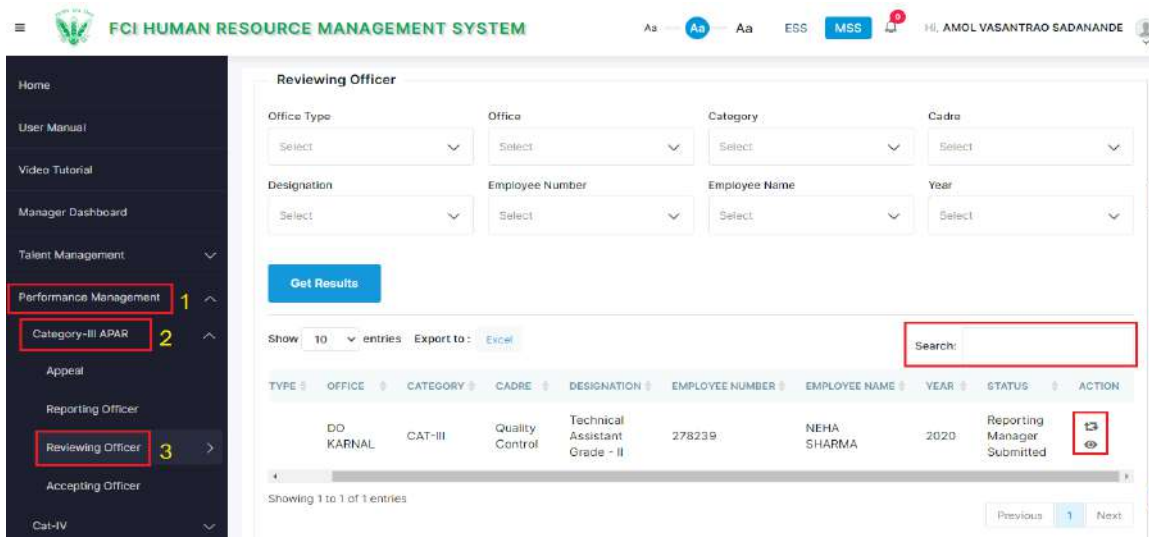 FCI HUMAN RESOURCE MANAGEMENT SYSTEM
Aa Aa Aa ESS MSS 0 Hi, AMOL VASANTRAO SADANANDE
Home
User Manual
Video Tutorial
Manager Dashboard
Talent Management
Performance Management 1
Category-III APAR 2
Appeal
Reporting Officer
Reviewing Officer 3
Accepting Officer
Cat-IV
Reviewing Officer
Office Type Office Category Cadre
Select Select Select Select
Designation Employee Number Employee Name Year
Select Select Select Select
Get Results
Show 10 entries Export to : Excel Search:
TYPE OFFICE CATEGORY CADRE DESIGNATION EMPLOYEE NUMBER EMPLOYEE NAME YEAR STATUS ACTION
DO KARNAL CAT-III Quality Control Technical Assistant Grade - II 278239 NEHA SHARMA 2020 Reporting Manager Submitted
Showing 1 to 1 of 1 entries
Previous 1 Next